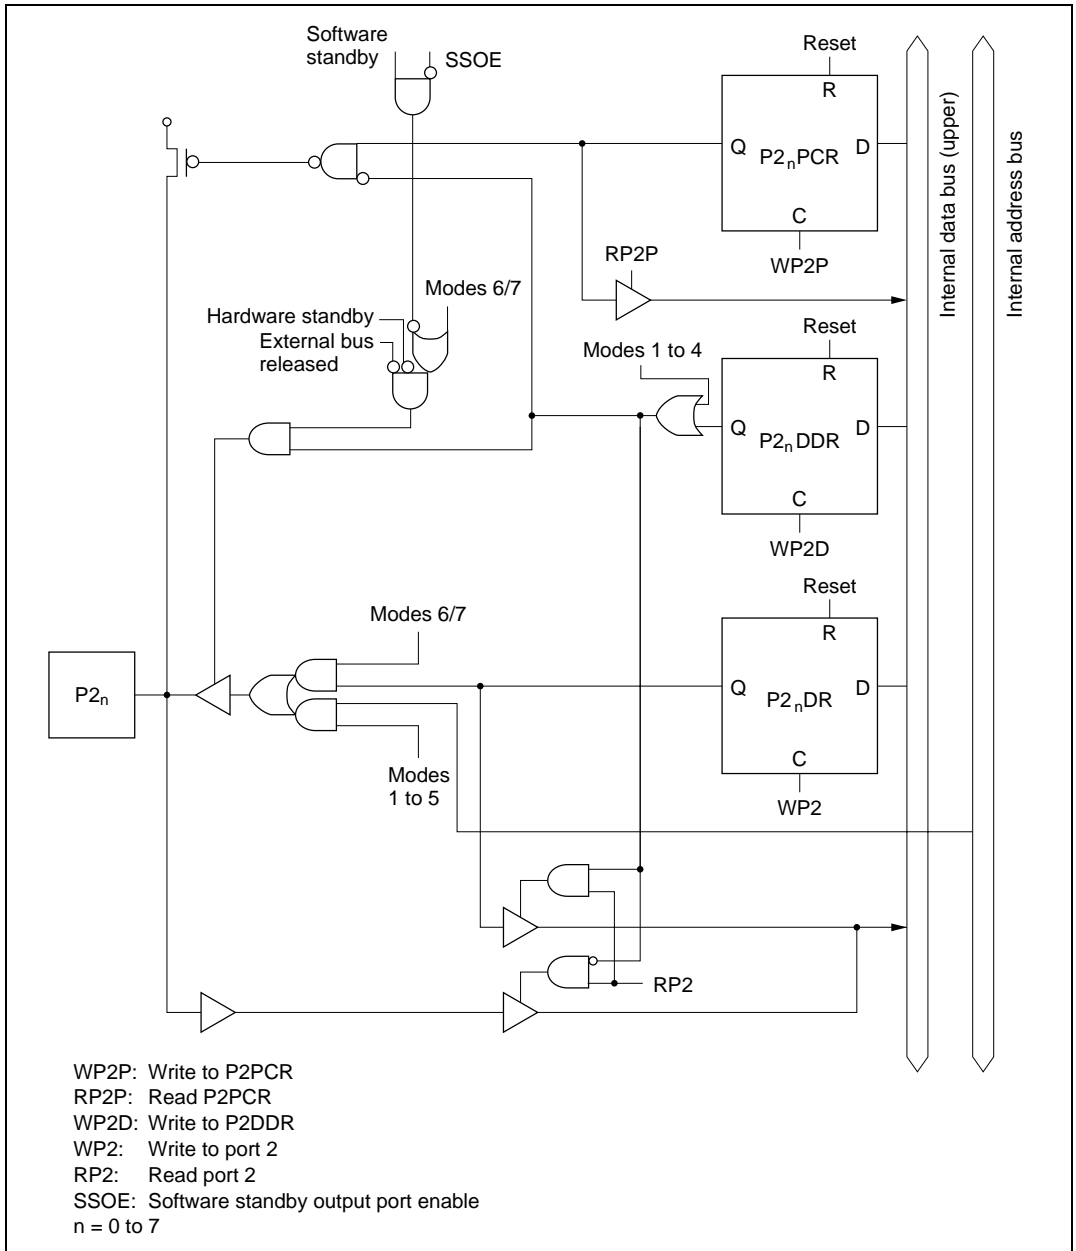 Software
standby
SSOE
Reset
R
Q P2nPCR D
C
WP2P
RP2P
Internal data bus (upper)
Internal address bus
Modes 6/7
Hardware standby
External bus
released
Modes 1 to 4
Reset
R
Q P2nDDR D
C
WP2D
Modes 6/7
Reset
R
Q P2nDR D
C
WP2
P2n
Modes
1 to 5
RP2
WP2P: Write to P2PCR
RP2P: Read P2PCR
WP2D: Write to P2DDR
WP2: Write to port 2
RP2: Read port 2
SSOE: Software standby output port enable
n = 0 to 7